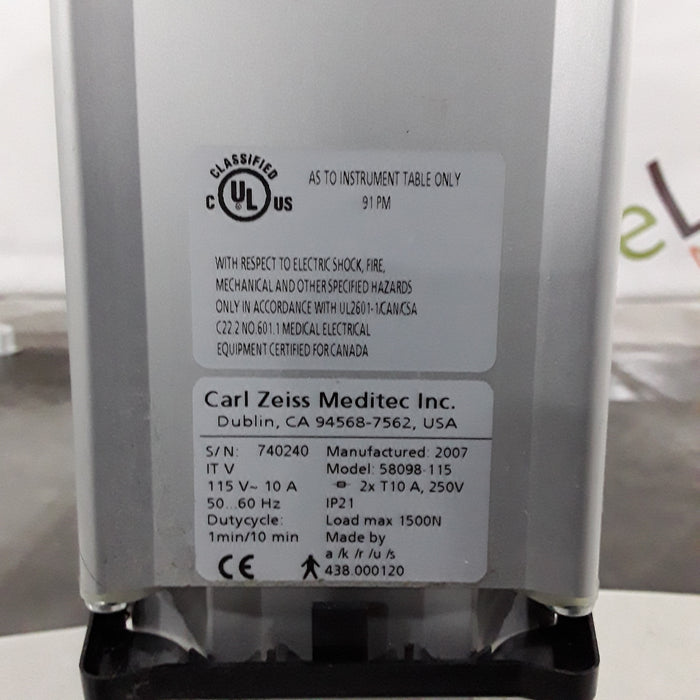 CLASSIFIED
C UL US
®
AS TO INSTRUMENT TABLE ONLY
91 PM
WITH RESPECT TO ELECTRIC SHOCK, FIRE,
MECHANICAL AND OTHER SPECIFIED HAZARDS
ONLY IN ACCORDANCE WITH UL2601-1/CAN/CSA
C22.2 NO.601.1 MEDICAL ELECTRICAL
EQUIPMENT CERTIFIED FOR CANADA
Carl Zeiss Meditec Inc.
Dublin, CA 94568-7562, USA
S/N: 740240 Manufactured: 2007
IT V Model: 58098-115
115 V~ 10 A 2x T10 A, 250V
50...60 Hz IP21
Dutycycle: Load max 1500N
1min/10 min Made by
a /k /r /u /s
CE 438.000120